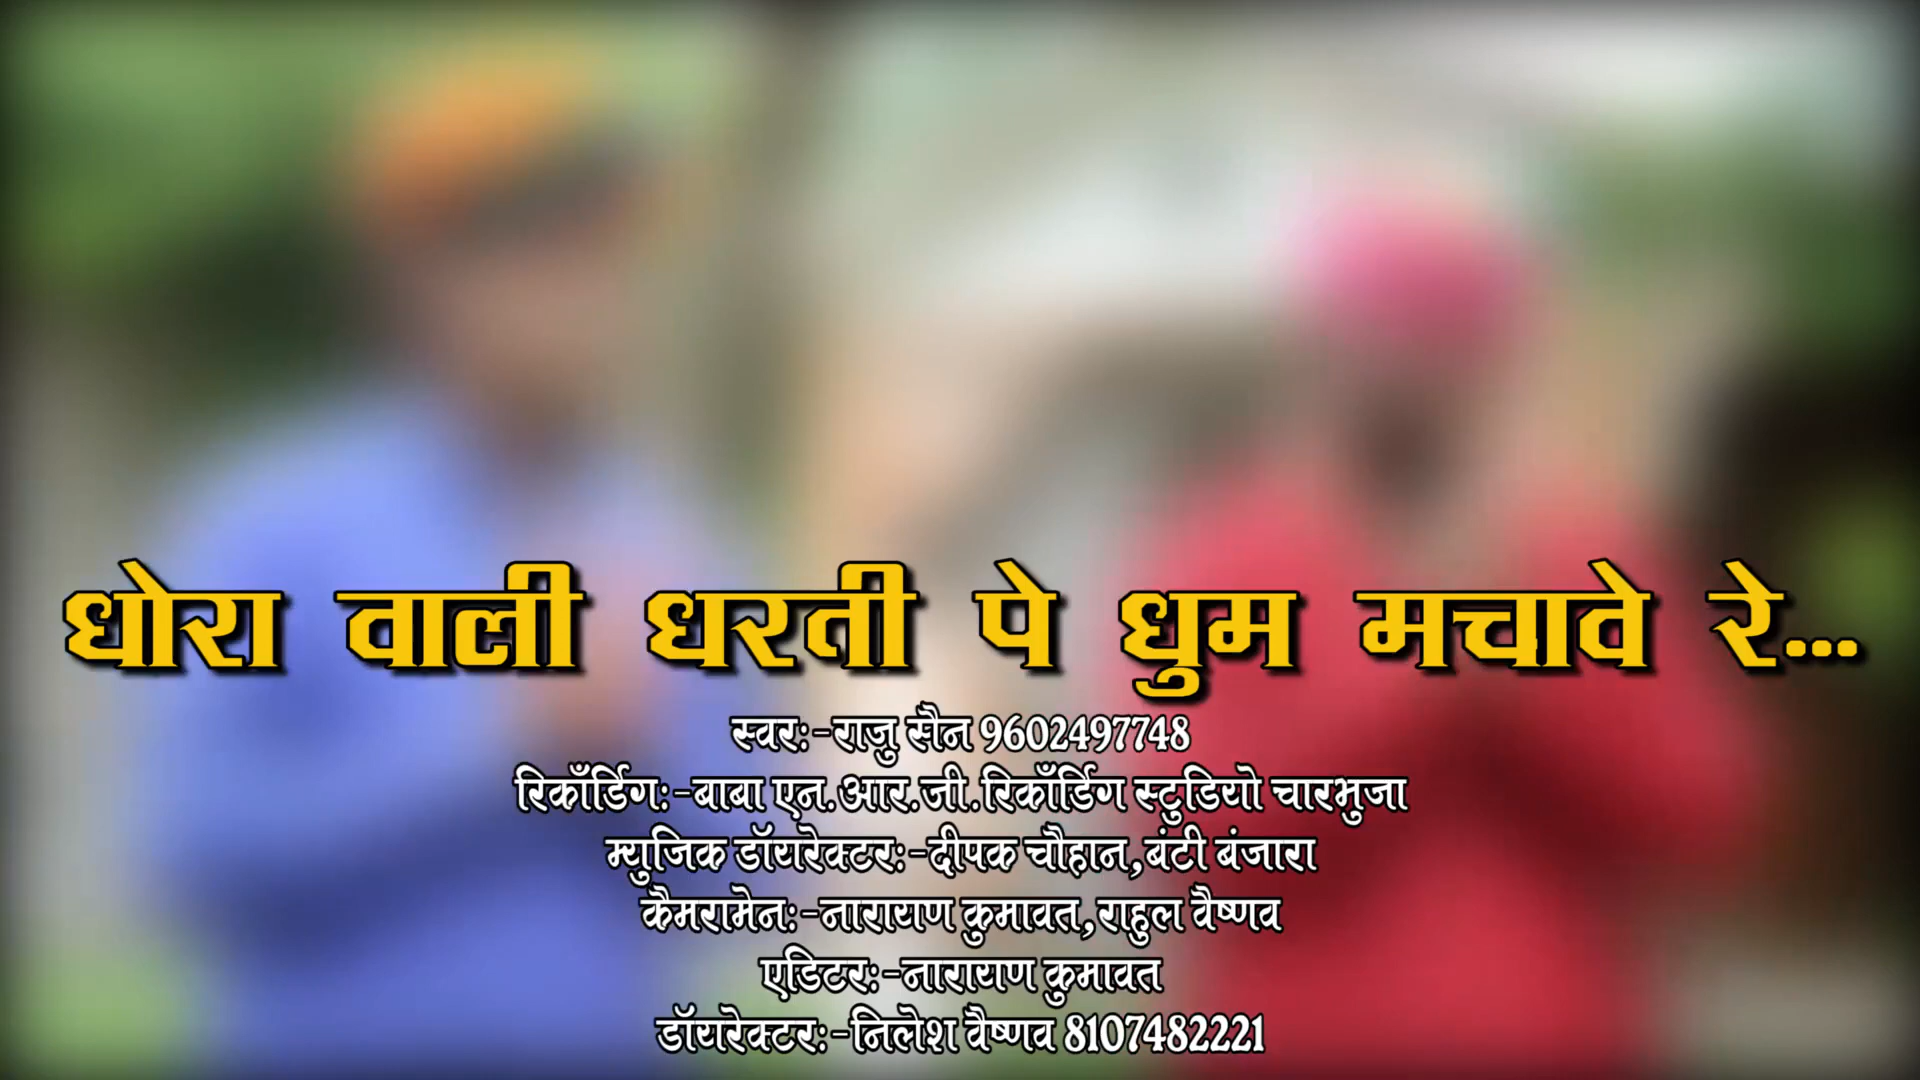 धोरा वाली धरती पे धुम मचावे रे...
स्वर:-राजु सैन 9602497748
रिकॉर्डिग:-बाबा एन.आर.जी.रिकॉर्डिग स्टुडियो चारभुजा
म्युजिक डॉयरेक्टर:-दीपक चौहान,बंटी बंजारा
कैमरामेन:-नारायण कुमावत,राहुल वैष्णव
एडिटर:-नारायण कुमावत
डॉयरेक्टर:-निलेश वैष्णव 8107482221